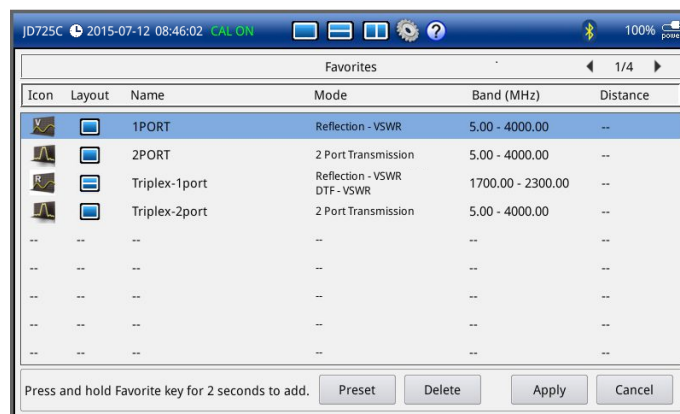 JD725C 2015-07-12 08:46:02 CAL ON ? 100%
Favorites 1/4
Icon Layout Name Mode Band (MHz) Distance
V 1PORT Reflection - VSWR 5.00 - 4000.00 --
2PORT 2 Port Transmission 5.00 - 4000.00 --
R Triplex-1port Reflection - VSWR 1700.00 - 2300.00 --
DTF - VSWR
Triplex-2port 2 Port Transmission 5.00 - 4000.00 --
-- -- -- -- -- --
-- -- -- -- -- --
-- -- -- -- -- --
-- -- -- -- -- --
-- -- -- -- -- --
Press and hold Favorite key for 2 seconds to add. Preset Delete Apply Cancel